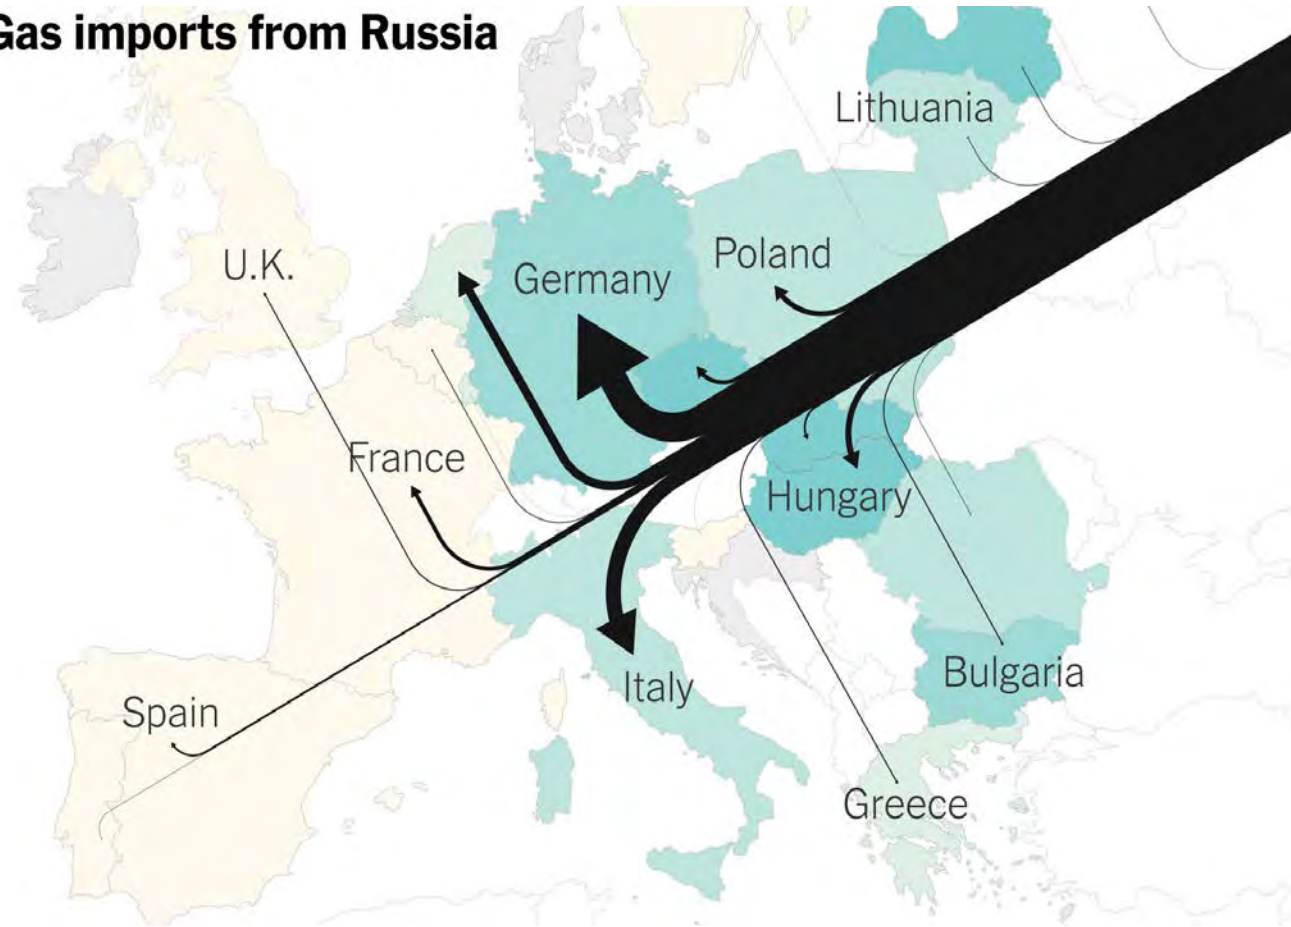 Gas imports from Russia
Lithuania
U.K.
Germany
Poland
France
Hungary
Spain
Italy
Bulgaria
Greece